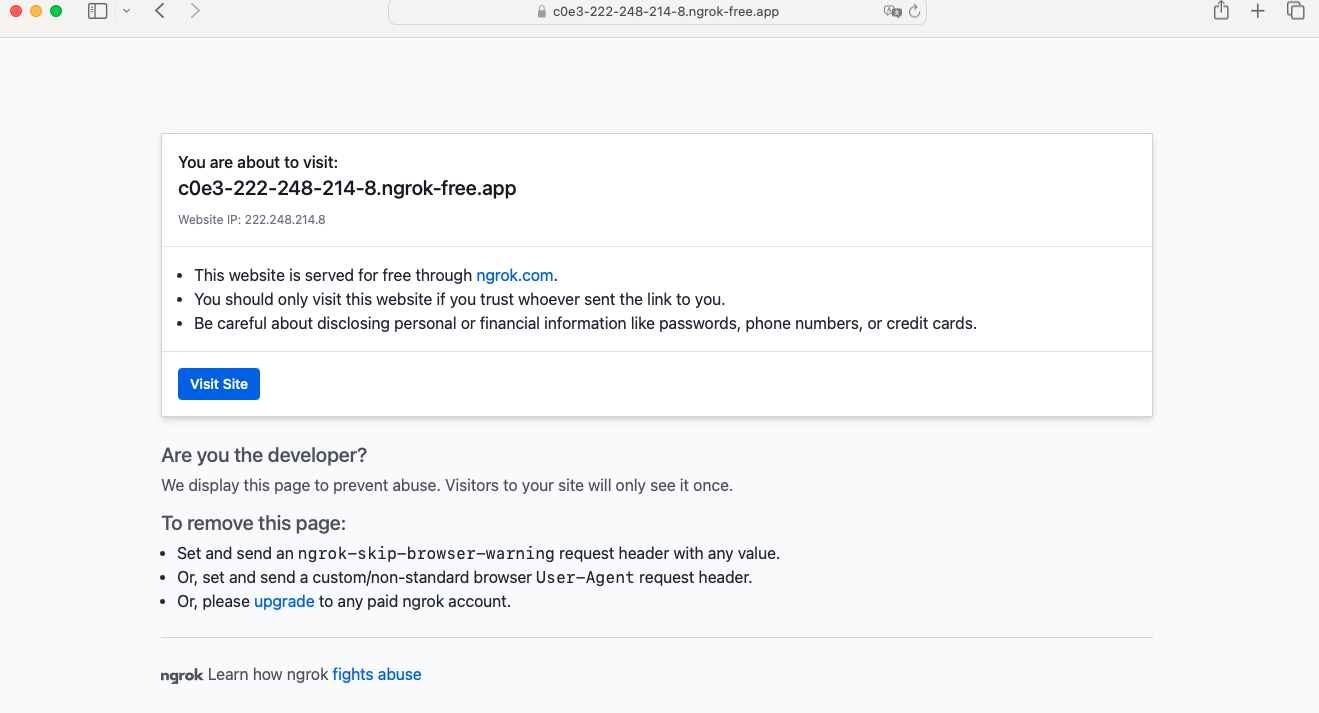 c0e3-222-248-214-8.ngrok-free.app
You are about to visit:
c0e3-222-248-214-8.ngrok-free.app
Website IP: 222.248.214.8
This website is served for free through ngrok.com.
You should only visit this website if you trust whoever sent the link to you.
Be careful about disclosing personal or financial information like passwords, phone numbers, or credit cards.
Visit Site
Are you the developer?
We display this page to prevent abuse. Visitors to your site will only see it once.
To remove this page:
Set and send an ngrok-skip-browser-warning request header with any value.
Or, set and send a custom/non-standard browser User-Agent request header.
Or, please upgrade to any paid ngrok account.
ngrok Learn how ngrok fights abuse